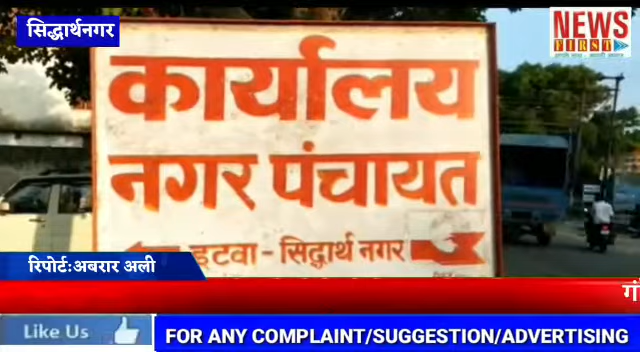 सिद्धार्थनगर
NEWS
FIRST
कार्यालय
नगर पंचायत
इटवा - सिद्धार्थ नगर
रिपोर्ट:अबरार अली
गं
Like Us
FOR ANY COMPLAINT/SUGGESTION/ADVERTISING